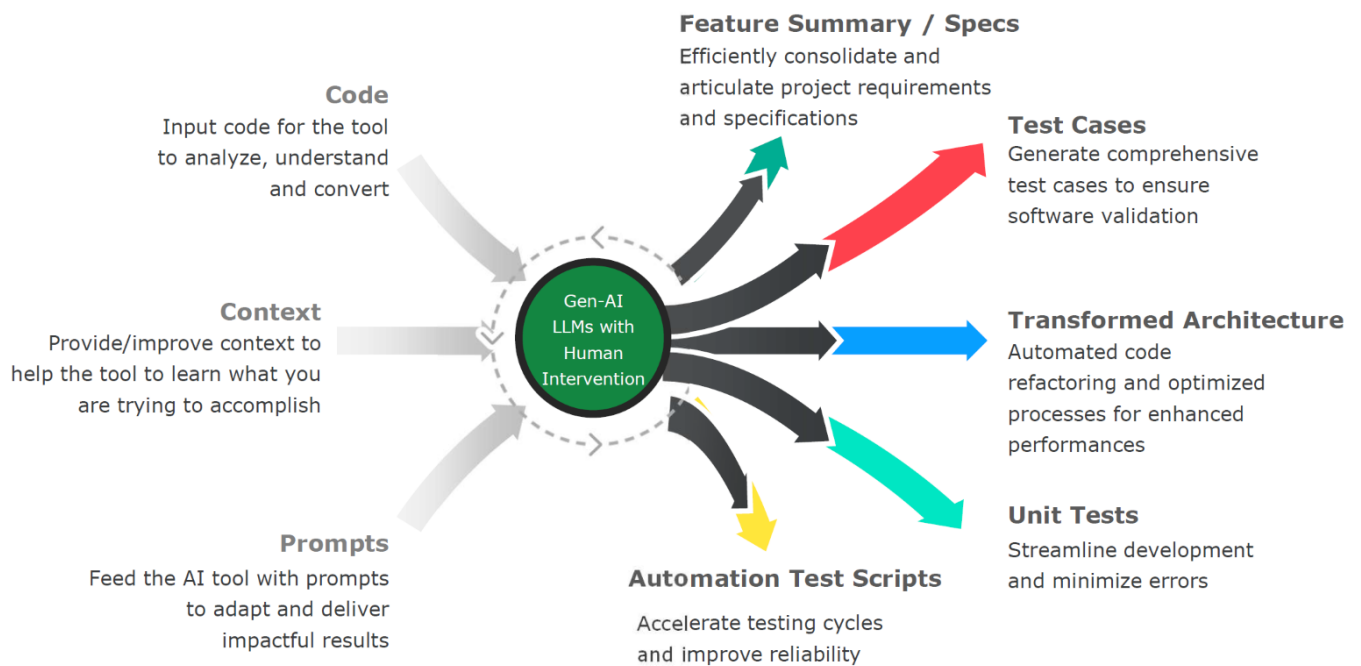 Feature Summary / Specs
Efficiently consolidate and
articulate project requirements
and specifications
Code
Input code for the tool
to analyze, understand
and convert
Test Cases
Generate comprehensive
test cases to ensure
software validation
Context
Provide/improve context to
help the tool to learn what you
are trying to accomplish
Gen-AI
LLMs with
Human
Intervention
Transformed Architecture
Automated code
refactoring and optimized
processes for enhanced
performances
Prompts
Feed the AI tool with prompts
to adapt and deliver
impactful results
Unit Tests
Streamline development
and minimize errors
Automation Test Scripts
Accelerate testing cycles
and improve reliability